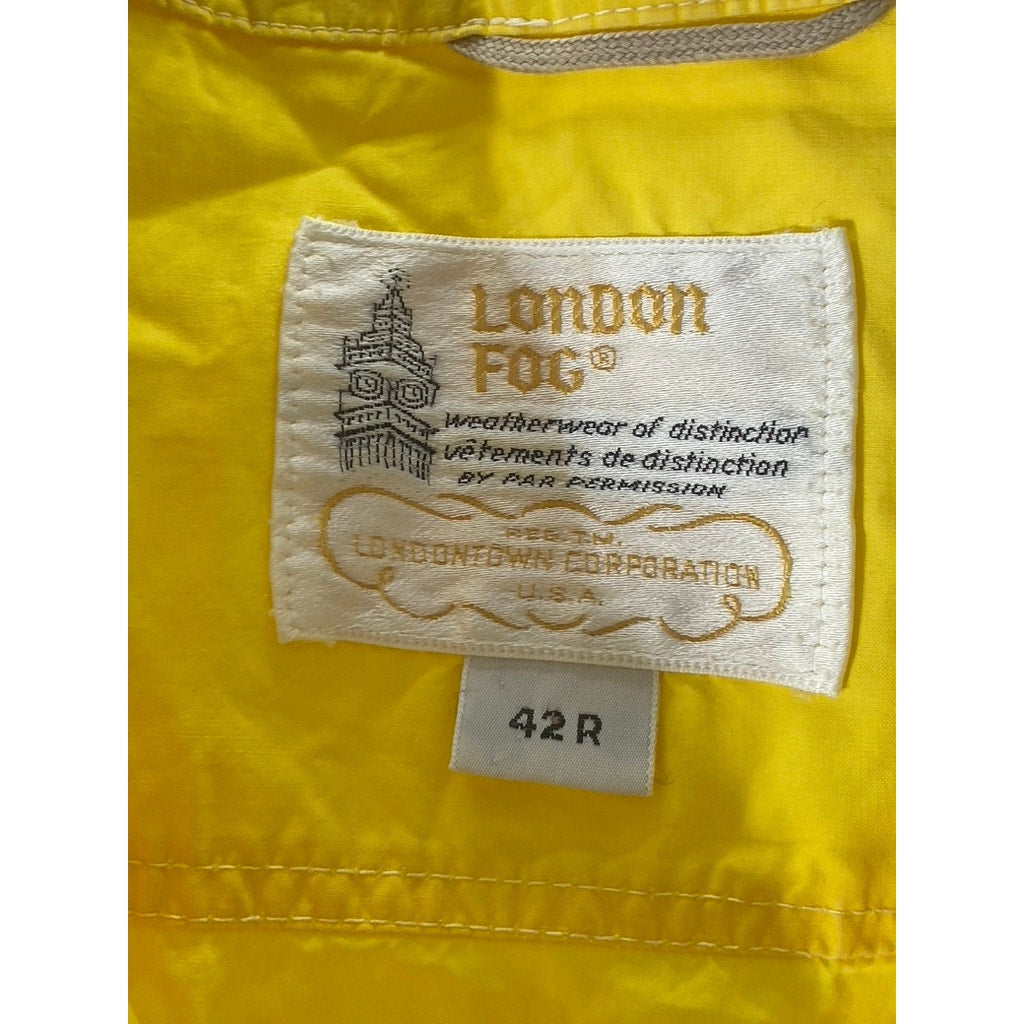 LONDON
FOG®
weatherwear of distinction
vêtements de distinction
BY PAR PERMISSION
REG. T.M.
LONDONTOWN CORPORATION
U.S.A.
42 R